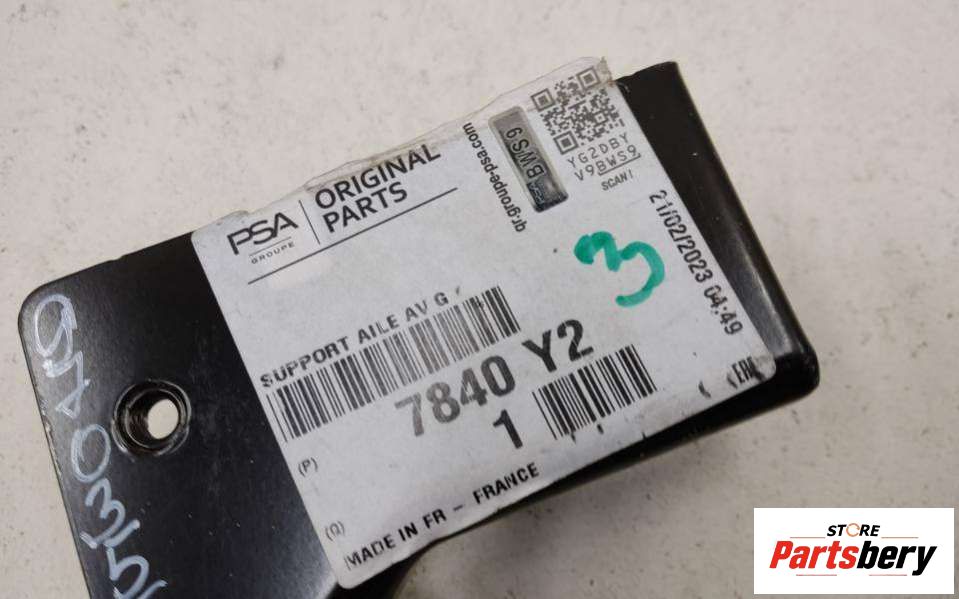 PSA
GROUPE
ORIGINAL
PARTS
qr.groupe-psa.com
BWS9
YG2DBY
V9BWS9
SCAN!
21/02/2023 04:49
3
SUPPORT AILE AV G
7840 Y2
1
(P)
(Q)
MADE IN FR - FRANCE
EAC
STORE
Partsbery